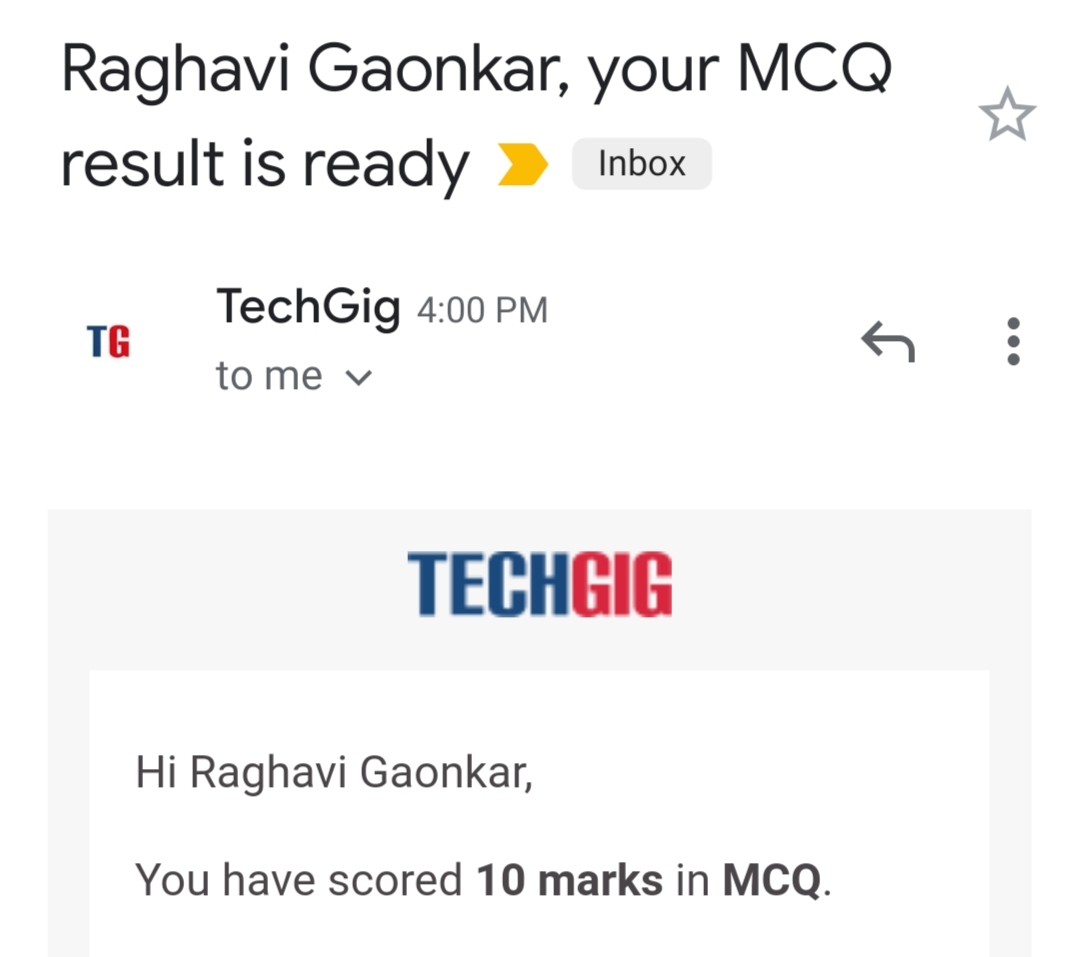 Raghavi Gaonkar, your MCQ
result is ready Inbox
TG
TechGig 4:00 PM
to me
TECHGIG
Hi Raghavi Gaonkar,
You have scored 10 marks in MCQ.